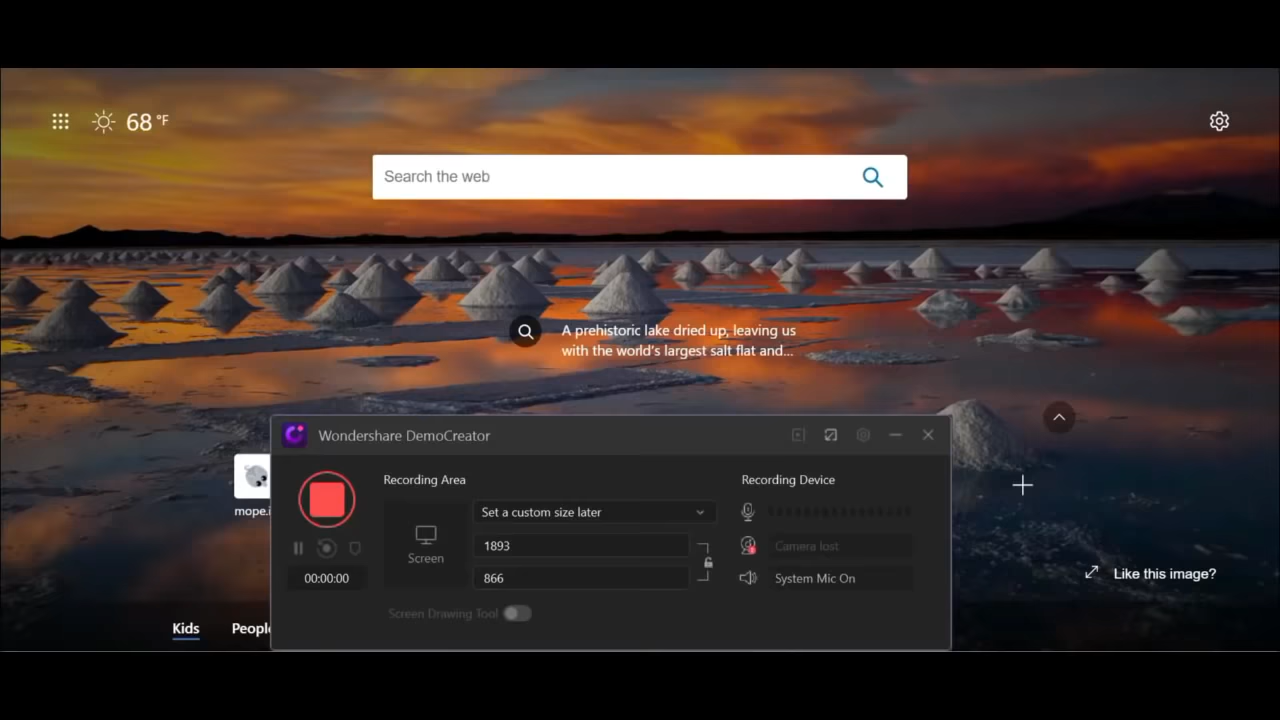 68 °F
Search the web
A prehistoric lake dried up, leaving us
with the world's largest salt flat and...
Wondershare DemoCreator
Recording Area
Recording Device
Set a custom size later
1893
Screen
Camera lost
866
System Mic On
00:00:00
Screen Drawing Tool
mope.i
Like this image?
Kids
Peopl